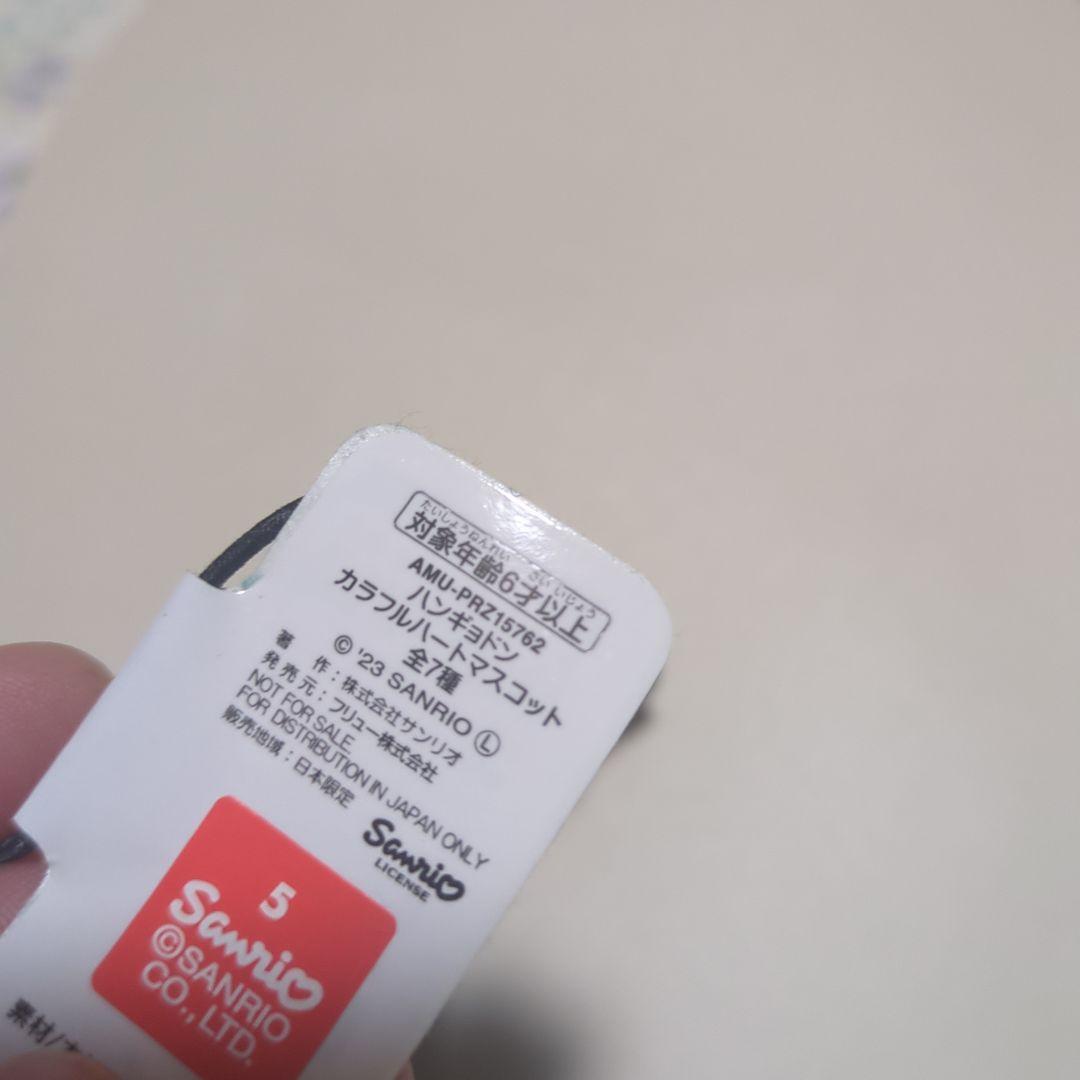 たいしょうねんれい さい いじょう
対象年齢6才以上
AMU-PRZ15762
ハンギョドン
カラフルハートマスコット
全7種
© '23 SANRIO Ⓛ
著 作：株式会社サンリオ
発売元：フリュー株式会社
NOT FOR SALE.
FOR DISTRIBUTION IN JAPAN ONLY
販売地域：日本限定
Sanrio
LICENSE
5
Sanrio
©SANRIO
CO., LTD.
素材/